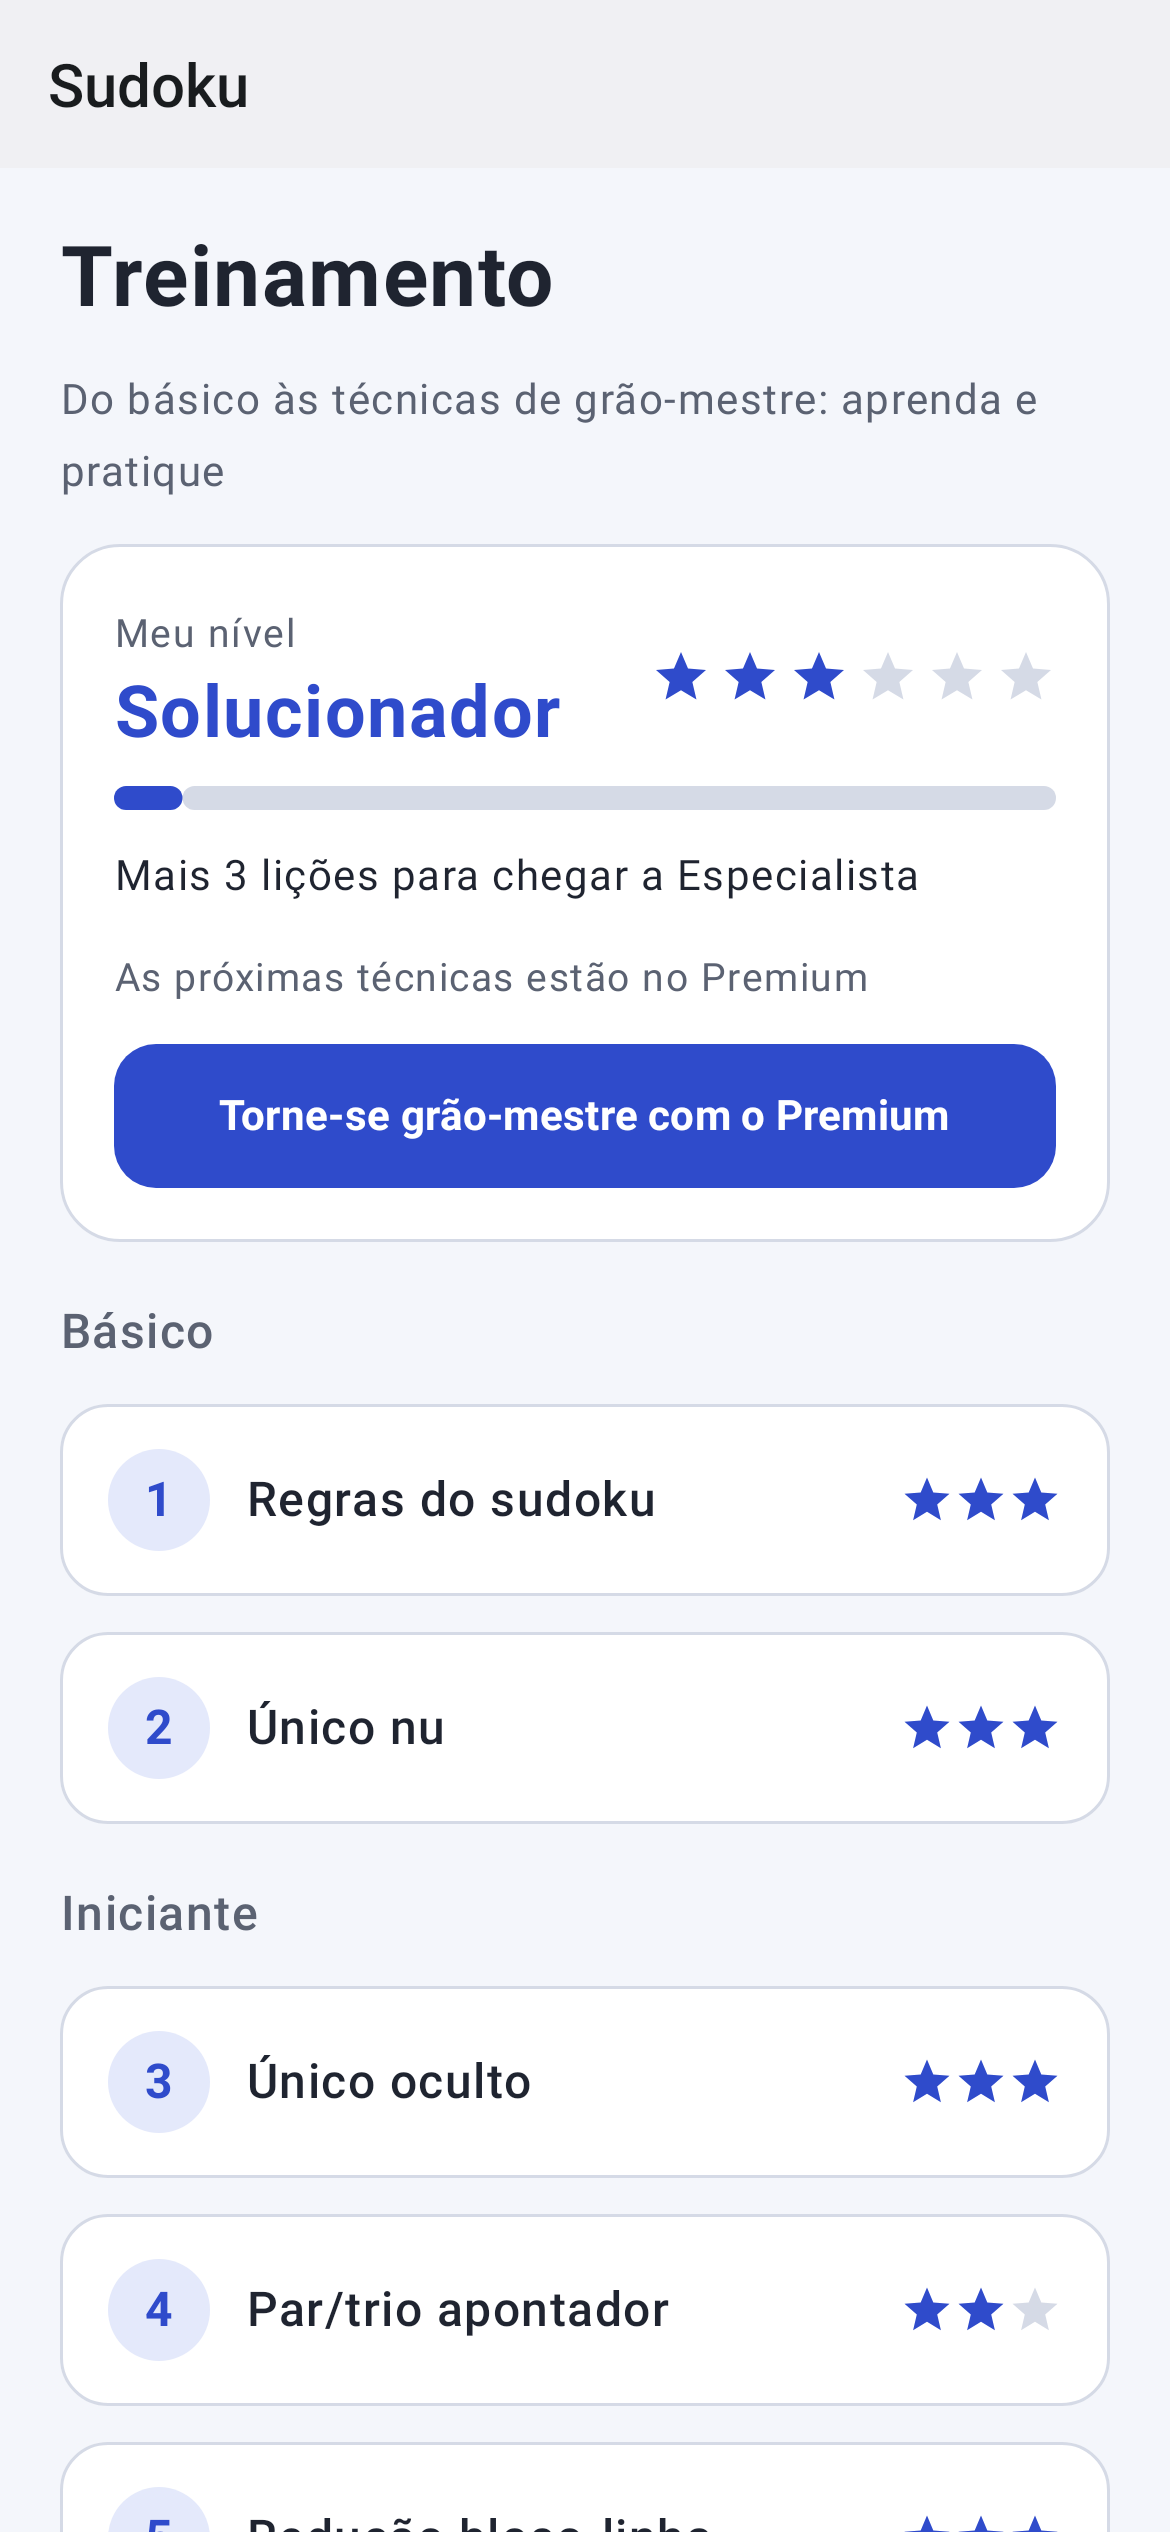 Sudoku
Treinamento
Do básico às técnicas de grão-mestre: aprenda e
pratique
Meu nível
Solucionador
Mais 3 lições para chegar a Especialista
As próximas técnicas estão no Premium
Torne-se grão-mestre com o Premium
Básico
1 Regras do sudoku
2 Único nu
Iniciante
3 Único oculto
4 Par/trio apontador
5